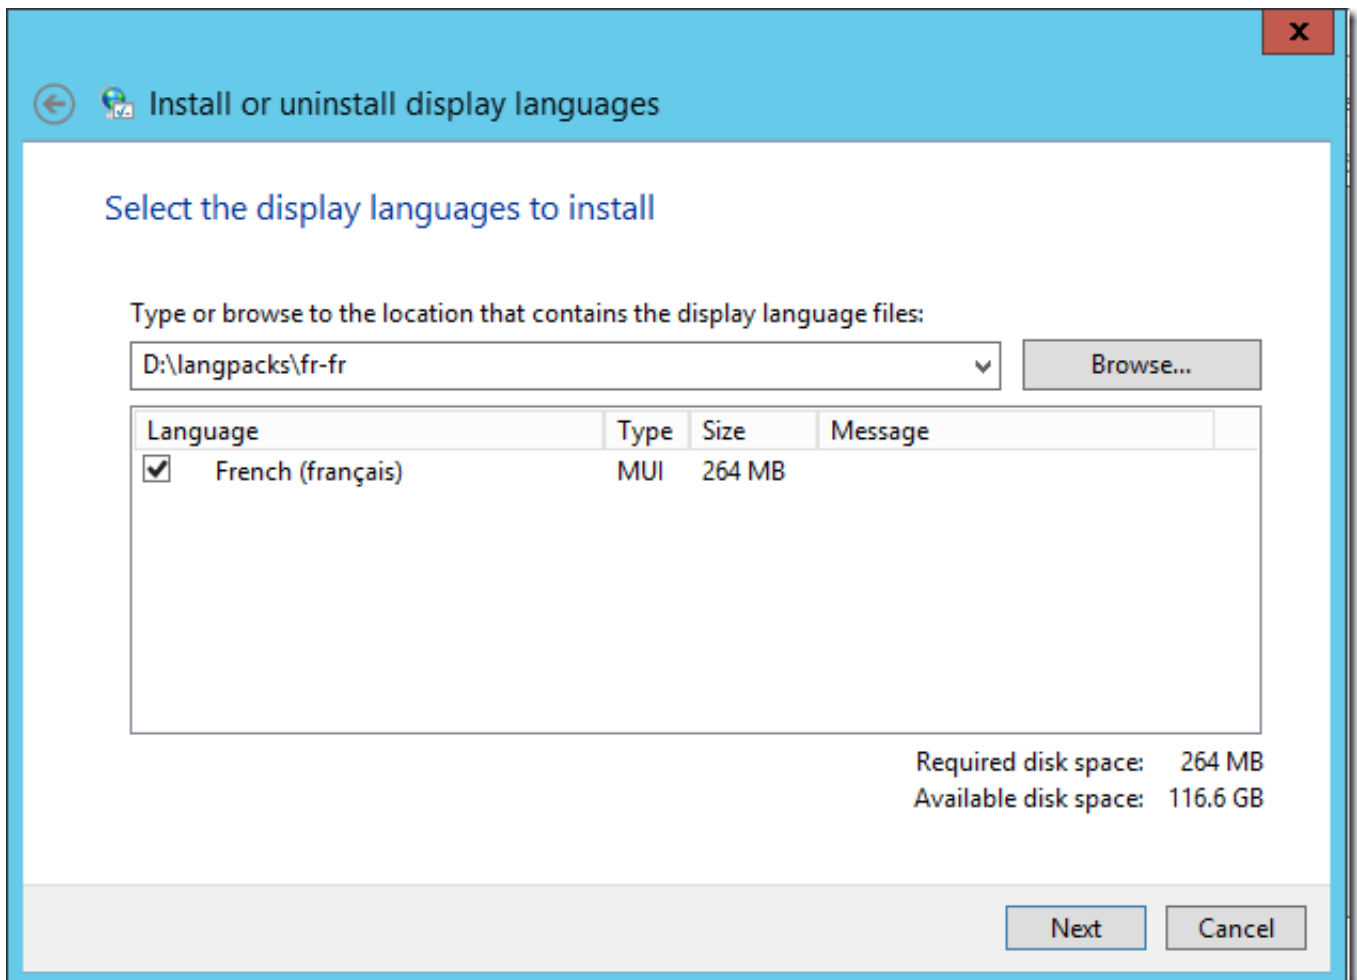 x
Install or uninstall display languages
Select the display languages to install
Type or browse to the location that contains the display language files:
D:\langpacks\fr-fr Browse...
Language Type Size Message
French (français) MUI 264 MB
Required disk space: 264 MB
Available disk space: 116.6 GB
Next Cancel